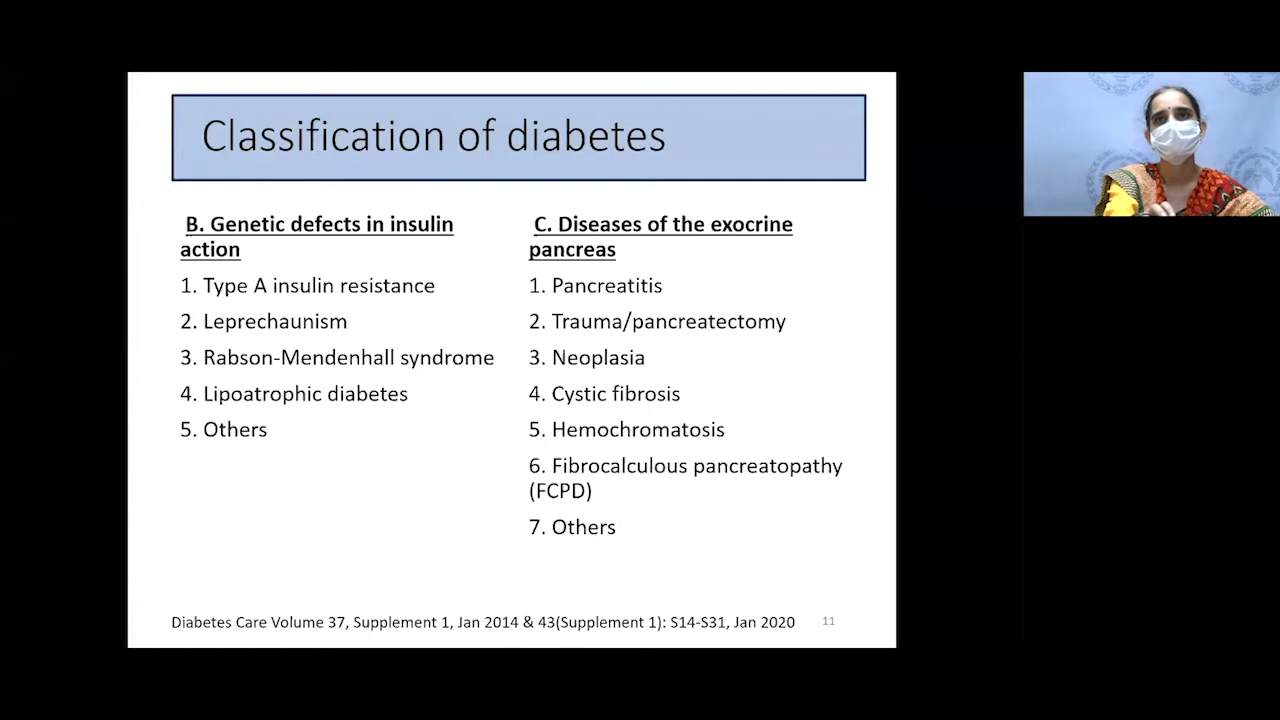 Classification of diabetes
B. Genetic defects in insulin
action
1. Type A insulin resistance
2. Leprechaunism
3. Rabson-Mendenhall syndrome
4. Lipoatrophic diabetes
5. Others
C. Diseases of the exocrine
pancreas
1. Pancreatitis
2. Trauma/pancreatectomy
3. Neoplasia
4. Cystic fibrosis
5. Hemochromatosis
6. Fibrocalculous pancreatopathy
(FCPD)
7. Others
Diabetes Care Volume 37, Supplement 1, Jan 2014 & 43(Supplement 1): S14-S31, Jan 2020
11